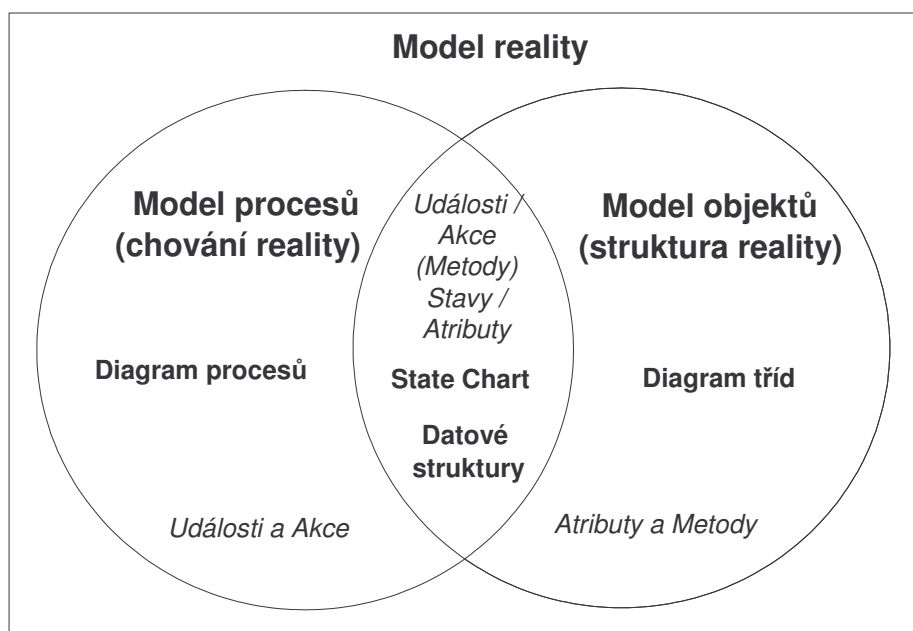 Model reality
Model procesů
(chování reality)
Diagram procesů
Události a Akce
Události /
Akce
(Metody)
Stavy /
Atributy
State Chart
Datové
struktury
Model objektů
(struktura reality)
Diagram tříd
Atributy a Metody